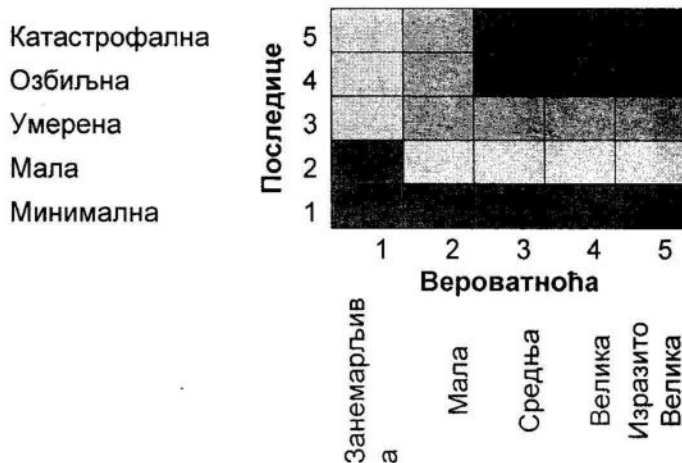 Катастрофална 5
Озбиљна 4
Умерена 3
Мала 2
Минимална 1
Последице
1 2 3 4 5
Вероватноћа
Занемарљив
а
Мала
Средња
Велика
Изразито
Велика